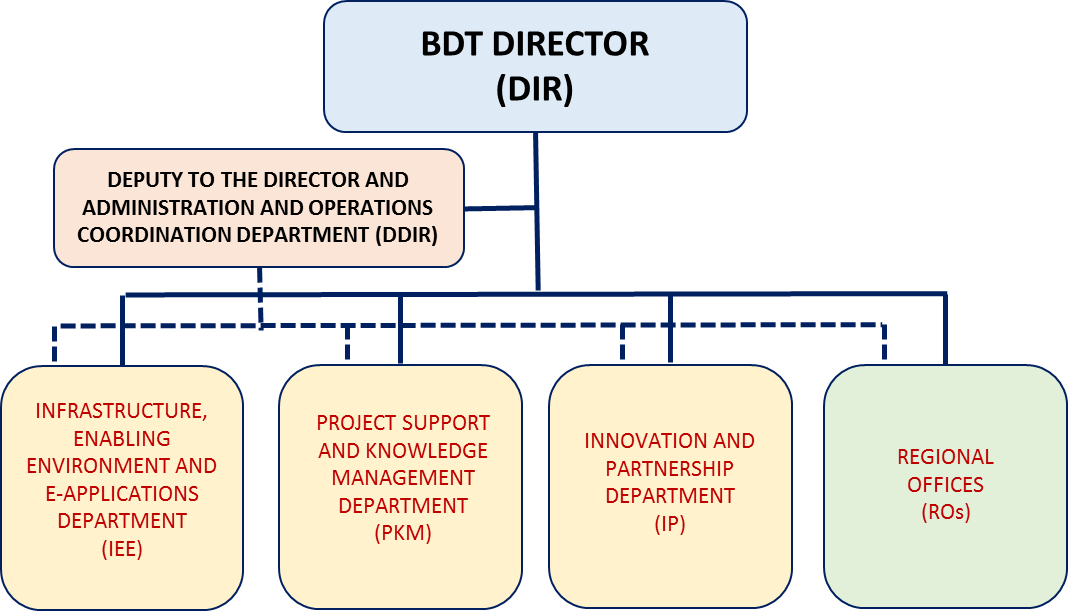 BDT DIRECTOR
(DIR)
DEPUTY TO THE DIRECTOR AND
ADMINISTRATION AND OPERATIONS
COORDINATION DEPARTMENT (DDIR)
INFRASTRUCTURE,
ENABLING
ENVIRONMENT AND
E-APPLICATIONS
DEPARTMENT
(IEE)
PROJECT SUPPORT
AND KNOWLEDGE
MANAGEMENT
DEPARTMENT
(PKM)
INNOVATION AND
PARTNERSHIP
DEPARTMENT
(IP)
REGIONAL
OFFICES
(ROs)